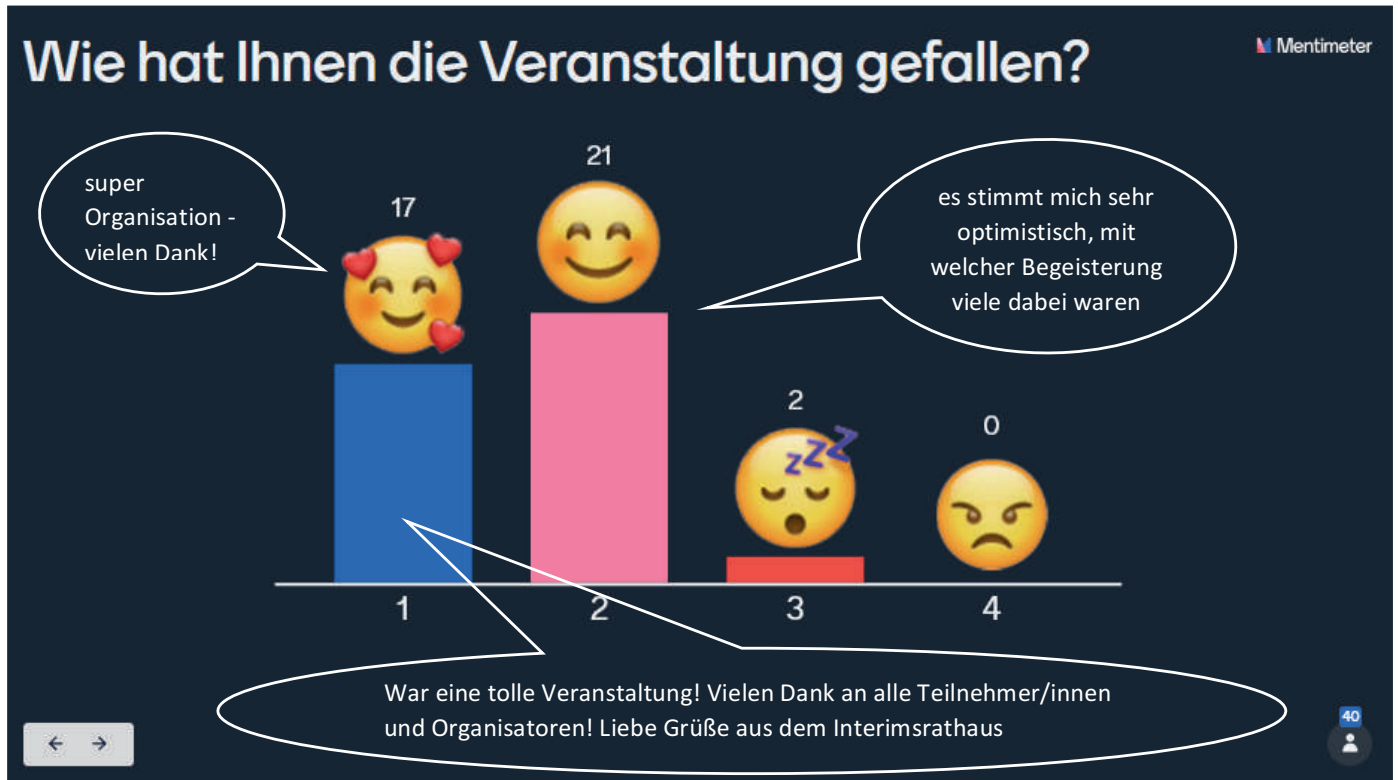 Wie hat Ihnen die Veranstaltung gefallen?
Mentimeter
super
Organisation -
vielen Dank!
17
21
es stimmt mich sehr
optimistisch, mit
welcher Begeisterung
viele dabei waren
2
0
1
2
3
4
War eine tolle Veranstaltung! Vielen Dank an alle Teilnehmer/innen
und Organisatoren! Liebe Grüße aus dem Interimsrathaus
40